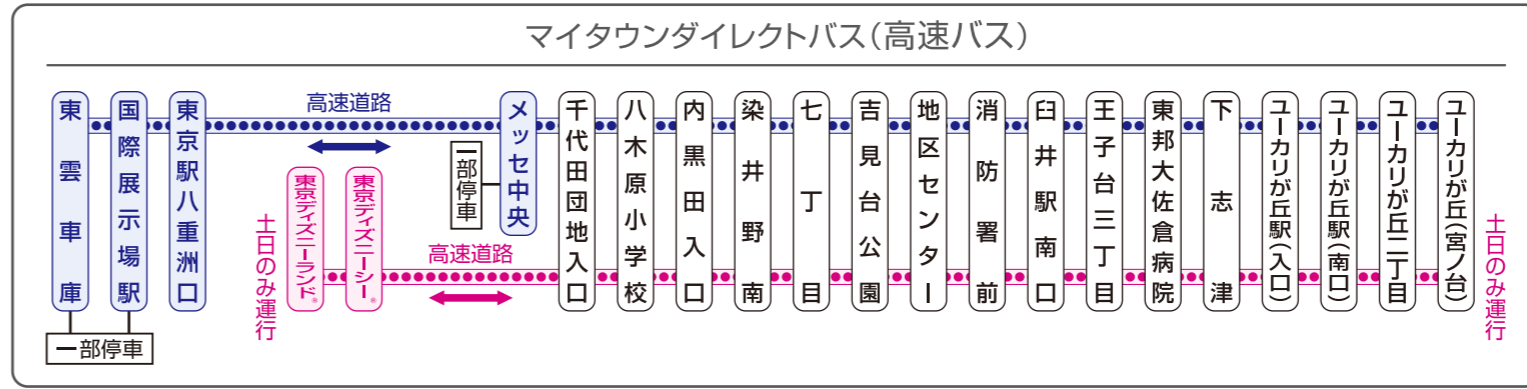 マイタウンダイレクトバス(高速バス)
東雲車庫
国際展示場駅
一部停車
東京駅八重洲口
高速道路
土日のみ運行
東京ディズニーランド®
東京ディズニーシー®
高速道路
一部停車
メッセ中央
千代田団地入口
八木原小学校
内黒田入口
染井野南
七丁目
吉見台公園
地区センター
消防署前
臼井駅南口
王子台三丁目
東邦大佐倉病院
下志津
ユーカリが丘駅(入口)
ユーカリが丘駅(南口)
ユーカリが丘二丁目
ユーカリが丘(宮ノ台)
土日のみ運行